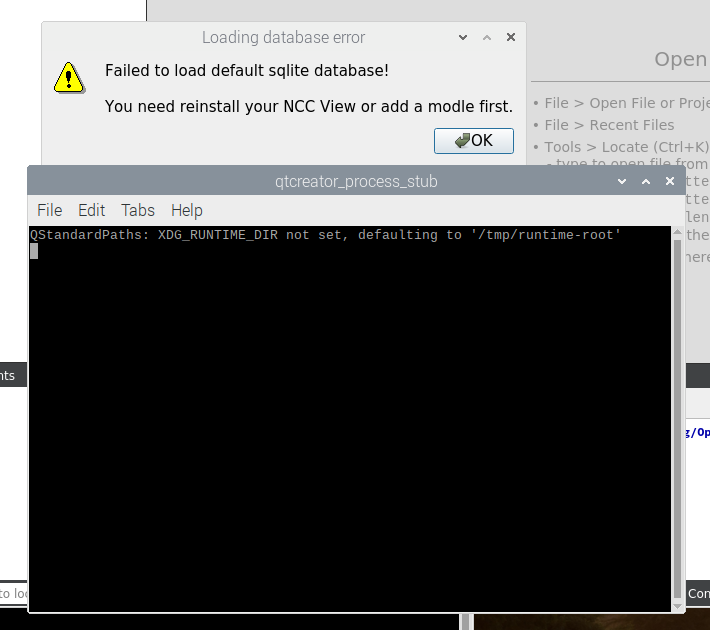 Loading database error
Failed to load default sqlite database!
You need reinstall your NCC View or add a modle first.
OK
Open
• File > Open File or Proje
• File > Recent Files
• Tools > Locate (Ctrl+K)
- type to open file from
qtcreator_process_stub
File Edit Tabs Help
QStandardPaths: XDG_RUNTIME_DIR not set, defaulting to '/tmp/runtime-root'
nts
g/Op
to loc
Con